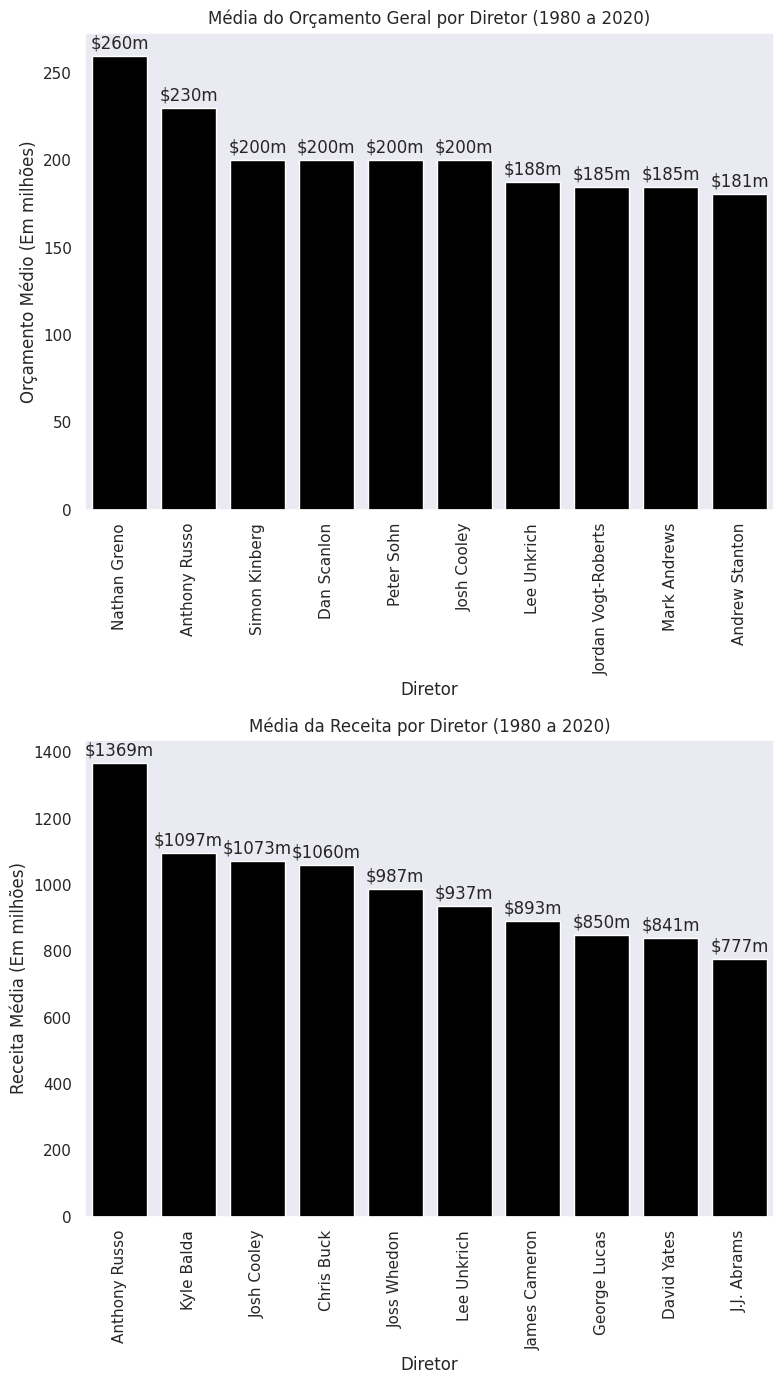 Média do Orçamento Geral por Diretor (1980 a 2020)
$260m
$230m
$200m $200m $200m $200m
$188m
$185m $185m
$181m
Orçamento Médio (Em milhões)
250
200
150
100
50
0
Nathan Greno
Anthony Russo
Simon Kinberg
Dan Scanlon
Peter Sohn
Josh Cooley
Lee Unkrich
Jordan Vogt-Roberts
Mark Andrews
Andrew Stanton
Diretor
Média da Receita por Diretor (1980 a 2020)
$1369m
$1097m
$1073m
$1060m
$987m
$937m
$893m
$850m
$841m
$777m
Receita Média (Em milhões)
1400
1200
1000
800
600
400
200
0
Anthony Russo
Kyle Balda
Josh Cooley
Chris Buck
Joss Whedon
Lee Unkrich
James Cameron
George Lucas
David Yates
J.J. Abrams
Diretor